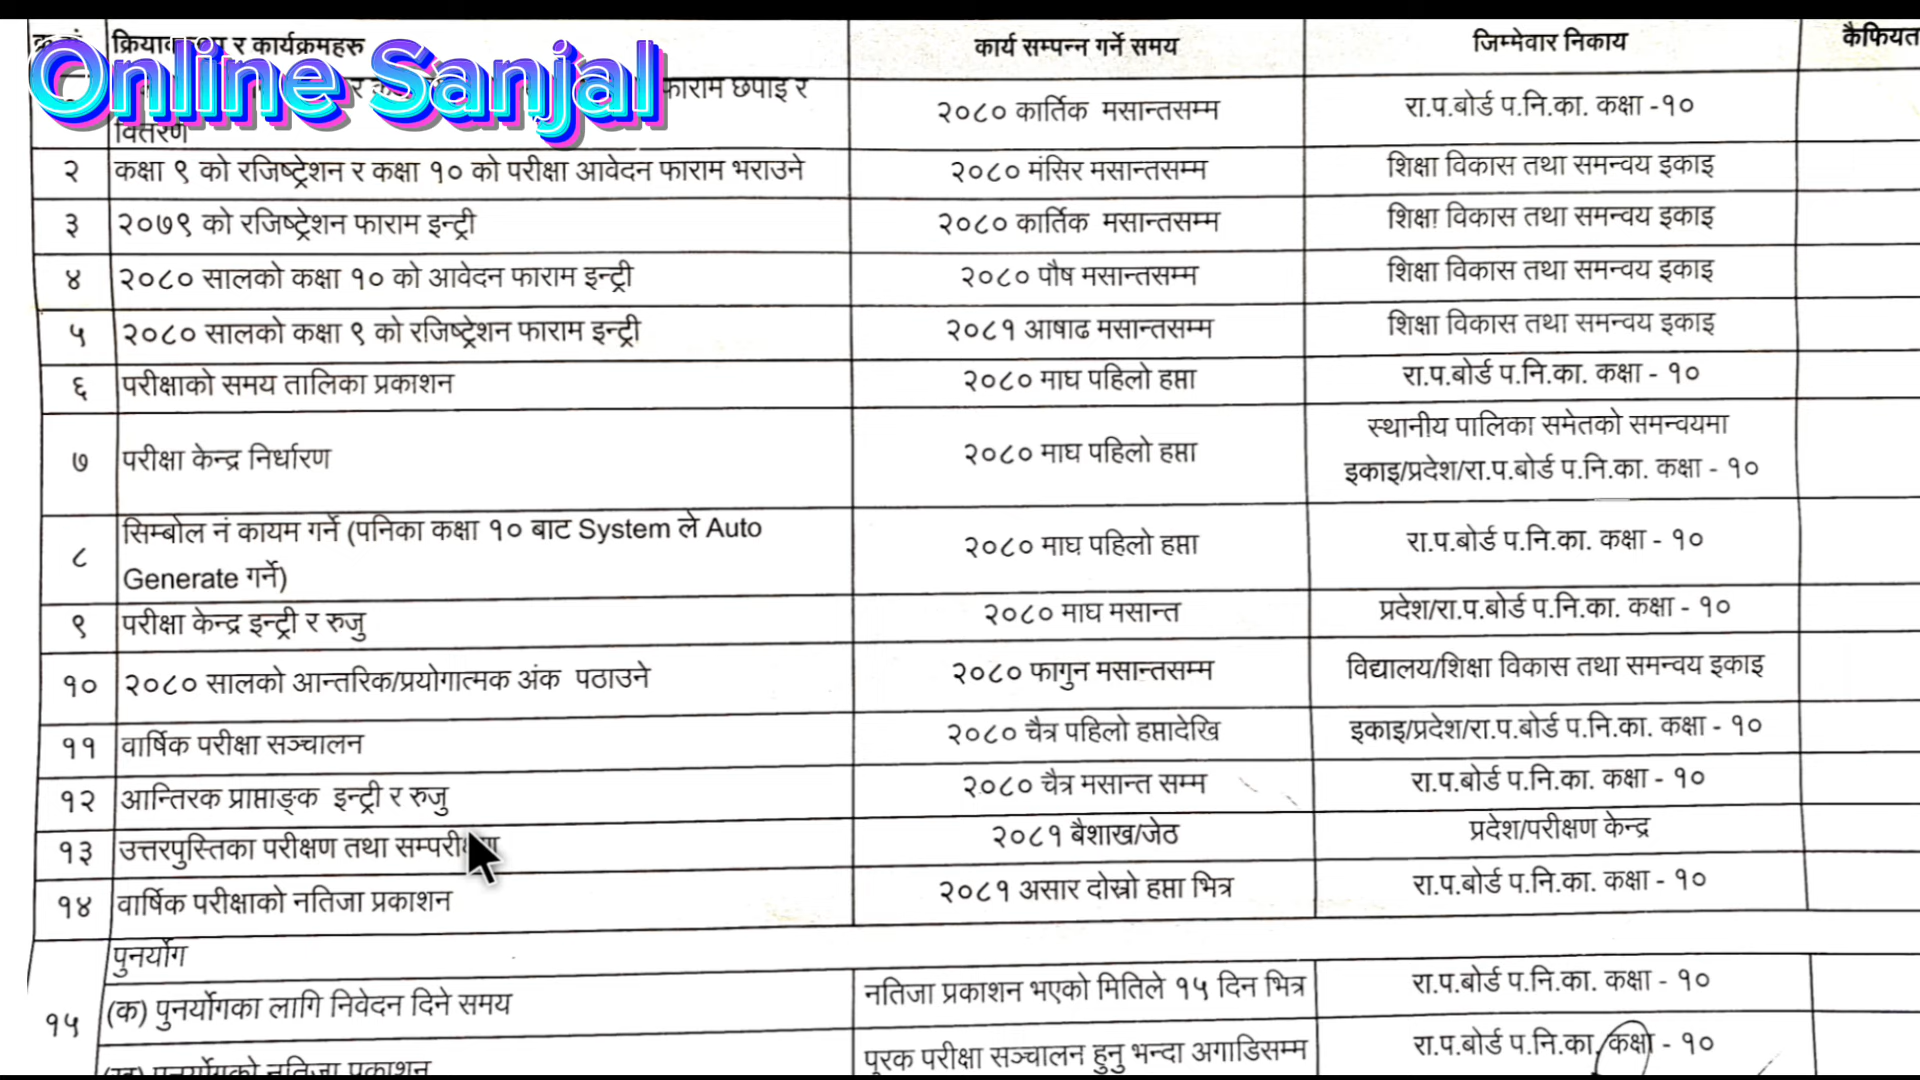 क्र.सं. र कार्यक्रमहरु कार्य सम्पन्न गर्ने समय जिम्मेवार निकाय कैफियत
Online Sanjal
र फाराम छपाइ र
वितरण २०८० कार्तिक मसान्तसम्म रा.प.बोर्ड प.नि.का. कक्षा -१०
२ कक्षा ९ को रजिष्ट्रेशन र कक्षा १० को परीक्षा आवेदन फाराम भराउने २०८० मंसिर मसान्तसम्म शिक्षा विकास तथा समन्वय इकाइ
३ २०७९ को रजिष्ट्रेशन फाराम इन्ट्री २०८० कार्तिक मसान्तसम्म शिक्षा विकास तथा समन्वय इकाइ
४ २०८० सालको कक्षा १० को आवेदन फाराम इन्ट्री २०८० पौष मसान्तसम्म शिक्षा विकास तथा समन्वय इकाइ
५ २०८० सालको कक्षा ९ को रजिष्ट्रेशन फाराम इन्ट्री २०८१ आषाढ मसान्तसम्म शिक्षा विकास तथा समन्वय इकाइ
६ परीक्षाको समय तालिका प्रकाशन २०८० माघ पहिलो हप्ता रा.प.बोर्ड प.नि.का. कक्षा - १०
७ परीक्षा केन्द्र निर्धारण २०८० माघ पहिलो हप्ता स्थानीय पालिका समेतको समन्वयमा
इकाइ/प्रदेश/रा.प.बोर्ड प.नि.का. कक्षा - १०
८ सिम्बोल नं कायम गर्ने (पनिका कक्षा १० बाट System ले Auto
Generate गर्ने) २०८० माघ पहिलो हप्ता रा.प.बोर्ड प.नि.का. कक्षा - १०
९ परीक्षा केन्द्र इन्ट्री र रुजु २०८० माघ मसान्त प्रदेश/रा.प.बोर्ड प.नि.का. कक्षा - १०
१० २०८० सालको आन्तरिक/प्रयोगात्मक अंक पठाउने २०८० फागुन मसान्तसम्म विद्यालय/शिक्षा विकास तथा समन्वय इकाइ
११ वार्षिक परीक्षा सञ्चालन २०८० चैत्र पहिलो हप्तादेखि इकाइ/प्रदेश/रा.प.बोर्ड प.नि.का. कक्षा - १०
१२ आन्तिरक प्राप्ताङ्क इन्ट्री र रुजु २०८० चैत्र मसान्त सम्म रा.प.बोर्ड प.नि.का. कक्षा - १०
१३ उत्तरपुस्तिका परीक्षण तथा सम्परीक्षण २०८१ बैशाख/जेठ प्रदेश/परीक्षण केन्द्र
१४ वार्षिक परीक्षाको नतिजा प्रकाशन २०८१ असार दोस्रो हप्ता भित्र रा.प.बोर्ड प.नि.का. कक्षा - १०
पुनर्योग
१५ (क) पुनर्योगका लागि निवेदन दिने समय नतिजा प्रकाशन भएको मितिले १५ दिन भित्र रा.प.बोर्ड प.नि.का. कक्षा - १०
(ख) पुनर्योगको नतिजा प्रकाशन पुरक परीक्षा सञ्चालन हुनु भन्दा अगाडिसम्म रा.प.बोर्ड प.नि.का. कक्षा - १०